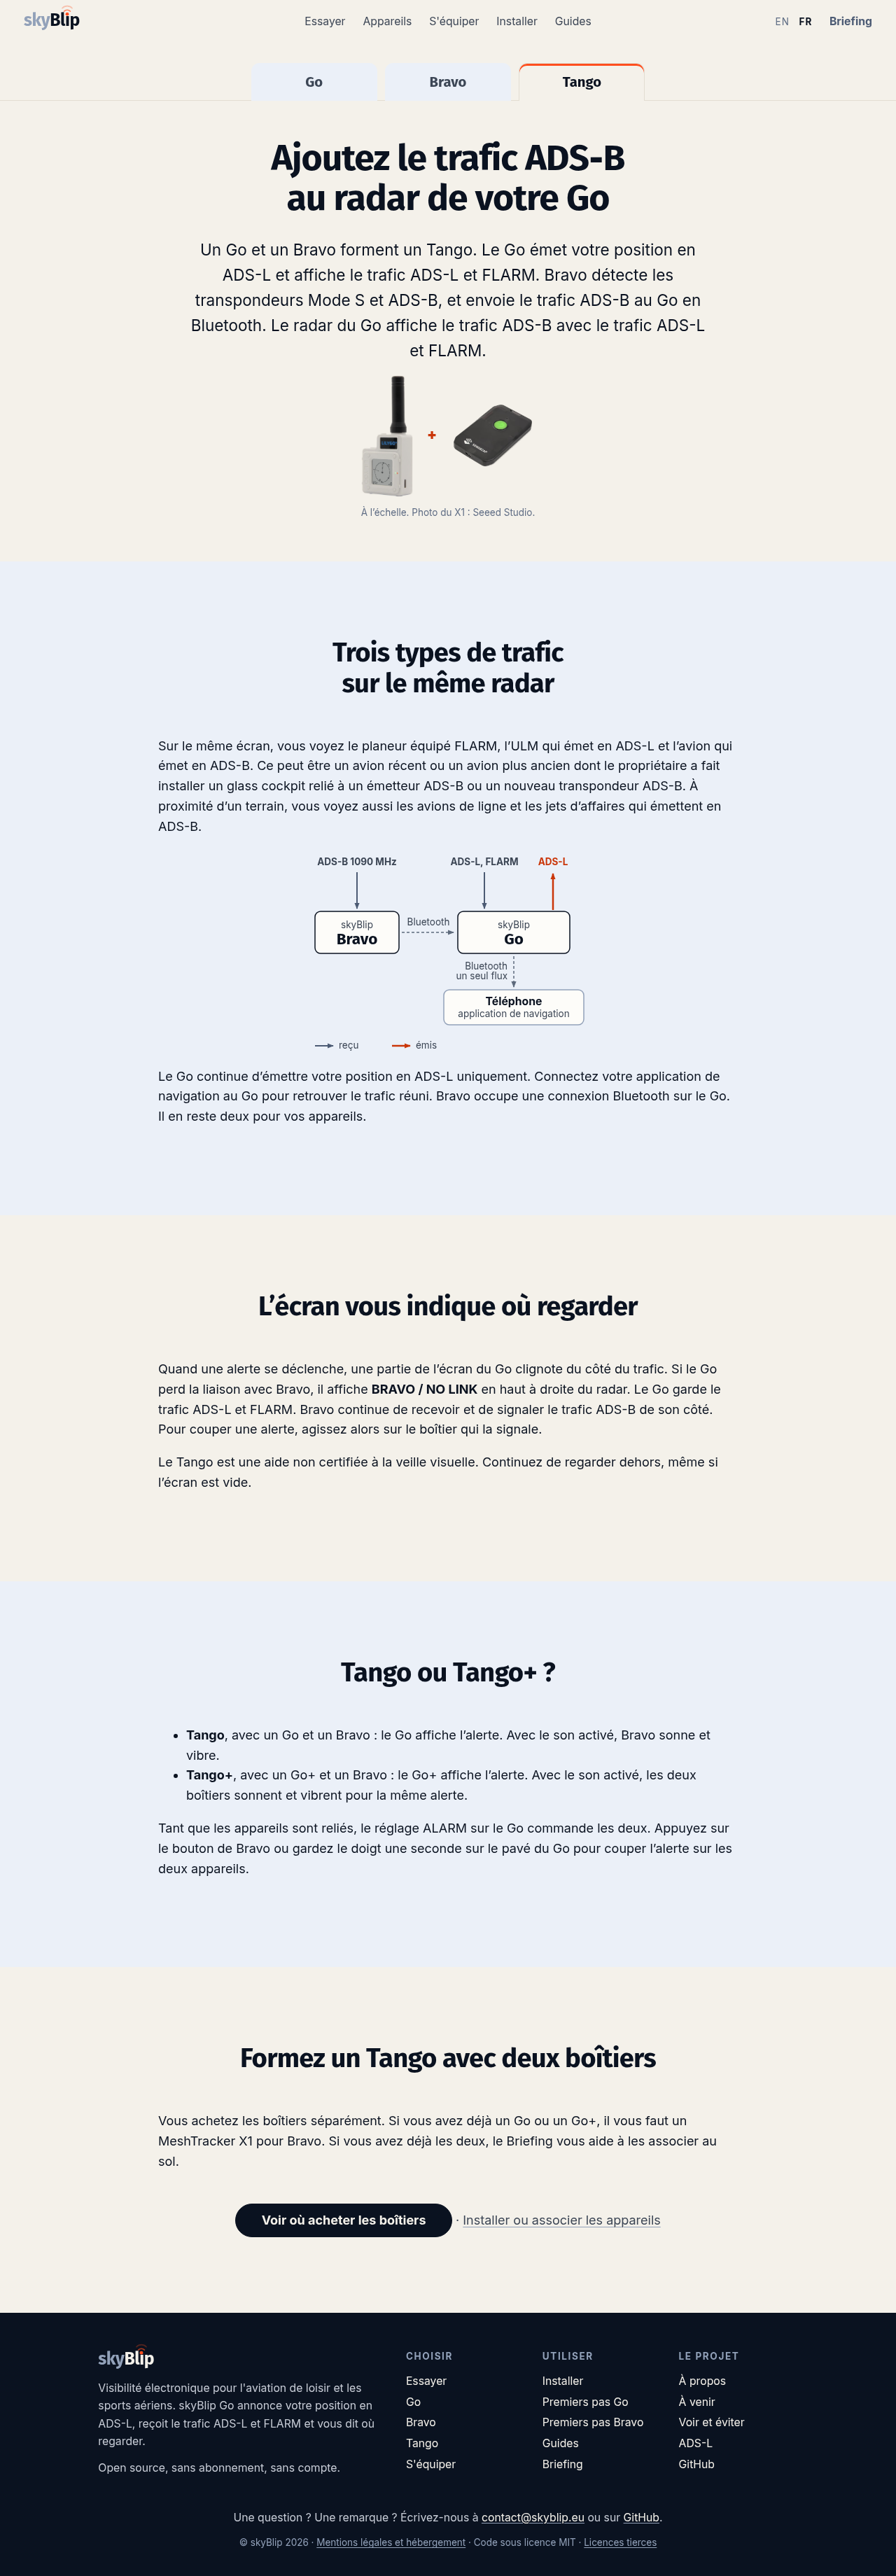 skyBlip
Essayer Appareils S'équiper Installer Guides
EN FR Briefing
Go Bravo Tango
Ajoutez le trafic ADS-B
au radar de votre Go
Un Go et un Bravo forment un Tango. Le Go émet votre position en
ADS-L et affiche le trafic ADS-L et FLARM. Bravo détecte les
transpondeurs Mode S et ADS-B, et envoie le trafic ADS-B au Go en
Bluetooth. Le radar du Go affiche le trafic ADS-B avec le trafic ADS-L
et FLARM.
+
À l’échelle. Photo du X1 : Seeed Studio.
Trois types de trafic
sur le même radar
Sur le même écran, vous voyez le planeur équipé FLARM, l’ULM qui émet en ADS-L et l’avion qui
émet en ADS-B. Ce peut être un avion récent ou un avion plus ancien dont le propriétaire a fait
installer un glass cockpit relié à un émetteur ADS-B ou un nouveau transpondeur ADS-B. À
proximité d’un terrain, vous voyez aussi les avions de ligne et les jets d’affaires qui émettent en
ADS-B.
ADS-B 1090 MHz ADS-L, FLARM ADS-L
skyBlip
Bravo
Bluetooth
skyBlip
Go
Bluetooth
un seul flux
Téléphone
application de navigation
reçu émis
Le Go continue d’émettre votre position en ADS-L uniquement. Connectez votre application de
navigation au Go pour retrouver le trafic réuni. Bravo occupe une connexion Bluetooth sur le Go.
Il en reste deux pour vos appareils.
L’écran vous indique où regarder
Quand une alerte se déclenche, une partie de l’écran du Go clignote du côté du trafic. Si le Go
perd la liaison avec Bravo, il affiche BRAVO / NO LINK en haut à droite du radar. Le Go garde le
trafic ADS-L et FLARM. Bravo continue de recevoir et de signaler le trafic ADS-B de son côté.
Pour couper une alerte, agissez alors sur le boîtier qui la signale.
Le Tango est une aide non certifiée à la veille visuelle. Continuez de regarder dehors, même si
l’écran est vide.
Tango ou Tango+ ?
• Tango, avec un Go et un Bravo : le Go affiche l’alerte. Avec le son activé, Bravo sonne et
vibre.
• Tango+, avec un Go+ et un Bravo : le Go+ affiche l’alerte. Avec le son activé, les deux
boîtiers sonnent et vibrent pour la même alerte.
Tant que les appareils sont reliés, le réglage ALARM sur le Go commande les deux. Appuyez sur
le bouton de Bravo ou gardez le doigt une seconde sur le pavé du Go pour couper l’alerte sur les
deux appareils.
Formez un Tango avec deux boîtiers
Vous achetez les boîtiers séparément. Si vous avez déjà un Go ou un Go+, il vous faut un
MeshTracker X1 pour Bravo. Si vous avez déjà les deux, le Briefing vous aide à les associer au
sol.
Voir où acheter les boîtiers · Installer ou associer les appareils
skyBlip
Visibilité électronique pour l'aviation de loisir et les
sports aériens. skyBlip Go annonce votre position en
ADS-L, reçoit le trafic ADS-L et FLARM et vous dit où
regarder.
Open source, sans abonnement, sans compte.
CHOISIR
Essayer
Go
Bravo
Tango
S'équiper
UTILISER
Installer
Premiers pas Go
Premiers pas Bravo
Guides
Briefing
LE PROJET
À propos
À venir
Voir et éviter
ADS-L
GitHub
Une question ? Une remarque ? Écrivez-nous à contact@skyblip.eu ou sur GitHub.
© skyBlip 2026 · Mentions légales et hébergement · Code sous licence MIT · Licences tierces